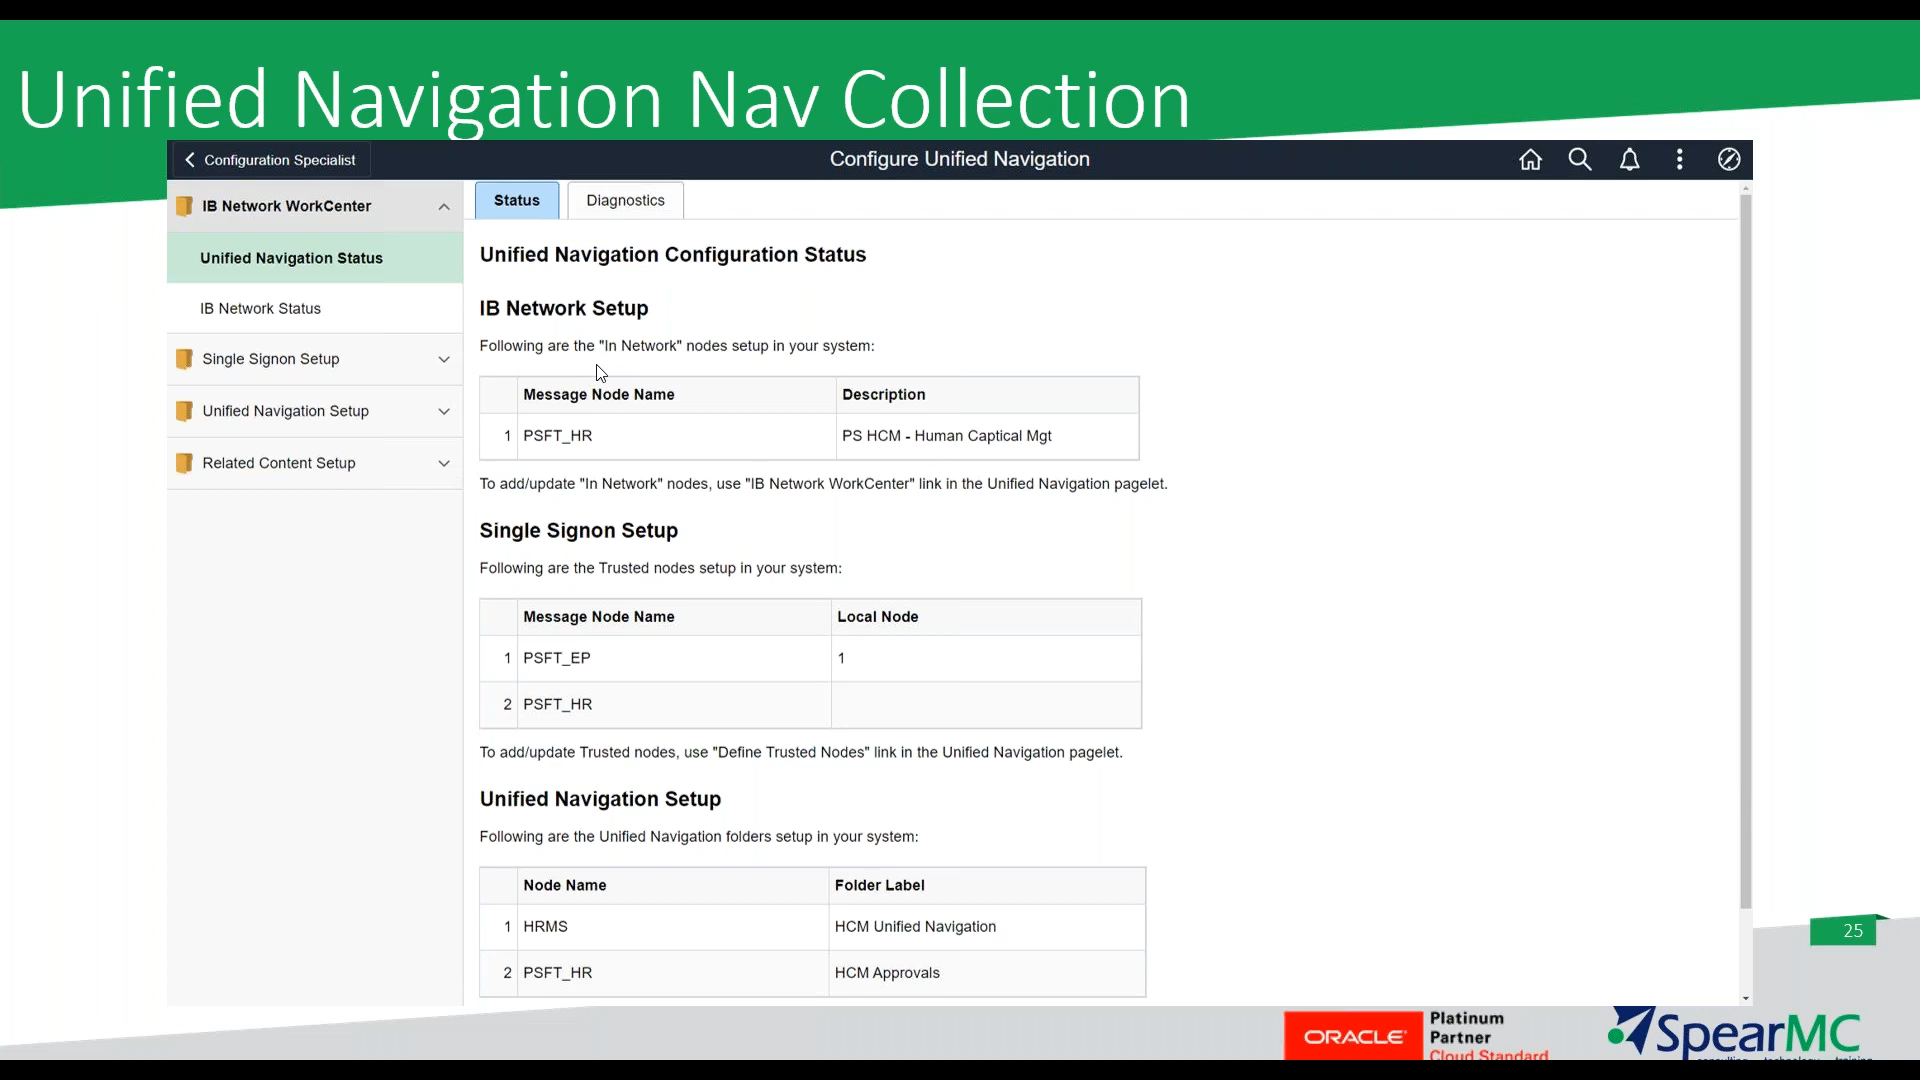 Unified Navigation Nav Collection
Configuration Specialist
Configure Unified Navigation
IB Network WorkCenter
Unified Navigation Status
IB Network Status
Single Signon Setup
Unified Navigation Setup
Related Content Setup
Status
Diagnostics
Unified Navigation Configuration Status
IB Network Setup
Following are the "In Network" nodes setup in your system:
Message Node Name Description
1 PSFT_HR PS HCM - Human Captical Mgt
To add/update "In Network" nodes, use "IB Network WorkCenter" link in the Unified Navigation pagelet.
Single Signon Setup
Following are the Trusted nodes setup in your system:
Message Node Name Local Node
1 PSFT_EP 1
2 PSFT_HR
To add/update Trusted nodes, use "Define Trusted Nodes" link in the Unified Navigation pagelet.
Unified Navigation Setup
Following are the Unified Navigation folders setup in your system:
Node Name Folder Label
1 HRMS HCM Unified Navigation
2 PSFT_HR HCM Approvals
25
ORACLE
Platinum
Partner
Cloud Standard
SpearMC